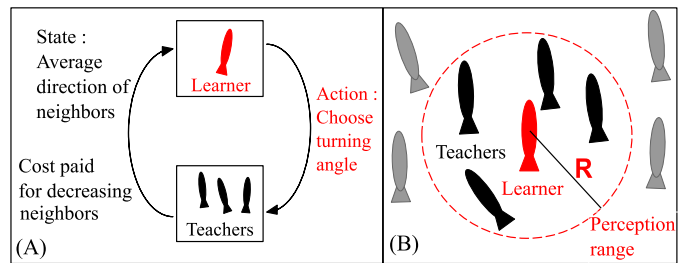 State :
Average
direction of
neighbors
Learner
Action :
Choose
turning
angle
Cost paid
for decreasing
neighbors
Teachers
(A)
Teachers
Learner
R
Perception
range
(B)